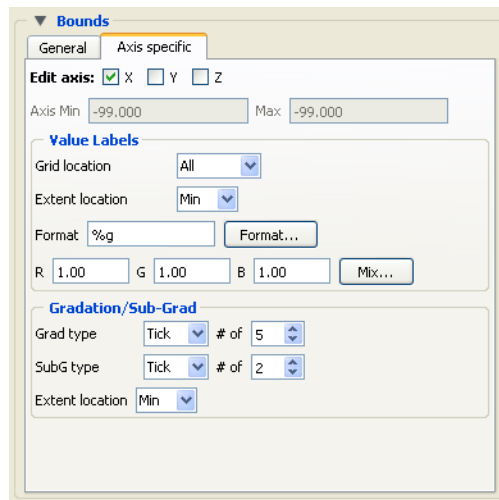 Bounds
General Axis specific
Edit axis: X Y Z
Axis Min -99.000 Max -99.000
Value Labels
Grid location All
Extent location Min
Format %g Format...
R 1.00 G 1.00 B 1.00 Mix...
Gradation/Sub-Grad
Grad type Tick # of 5
SubG type Tick # of 2
Extent location Min